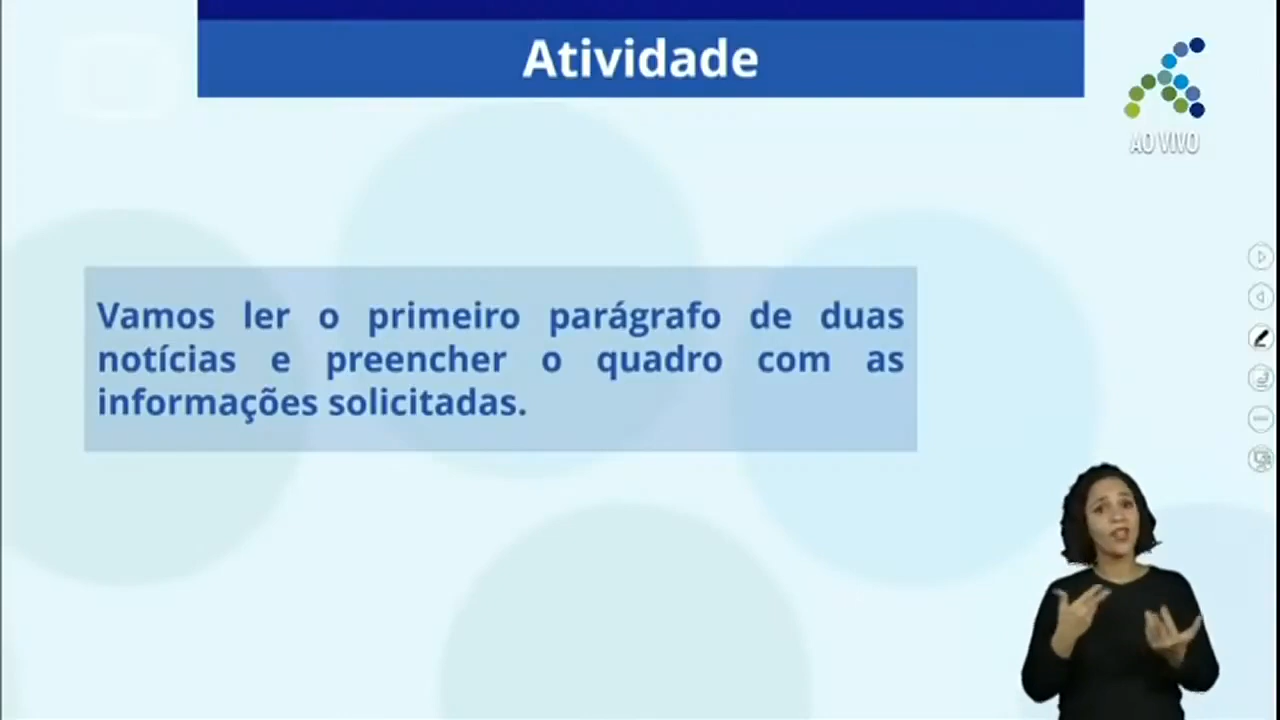 Atividade
AO VIVO
Vamos ler o primeiro parágrafo de duas
notícias e preencher o quadro com as
informações solicitadas.